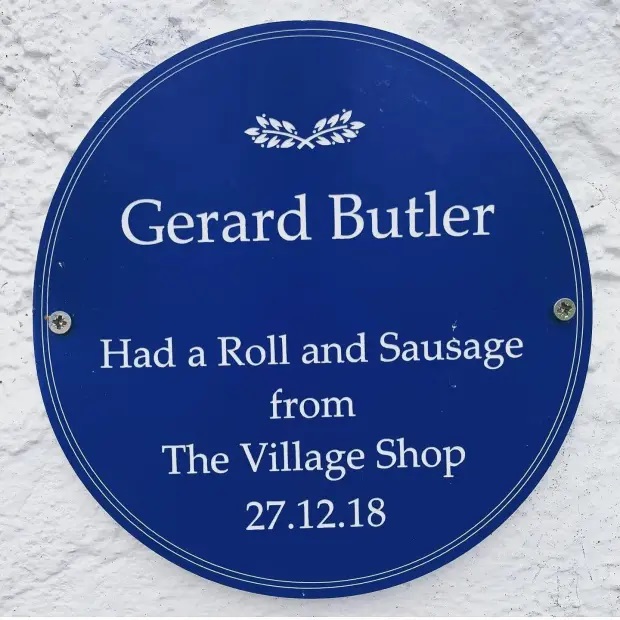 Gerard Butler
Had a Roll and Sausage
from
The Village Shop
27.12.18